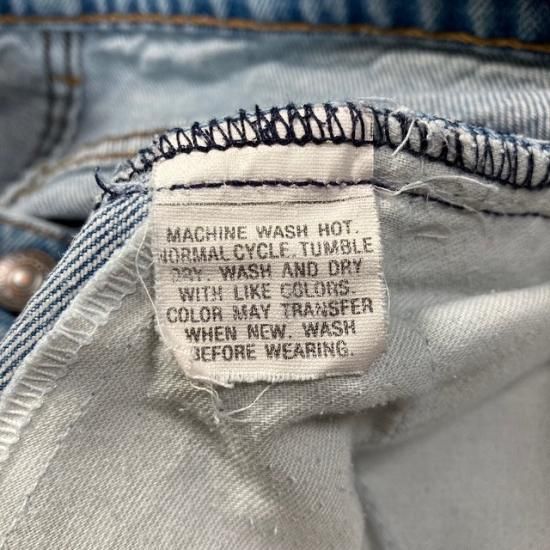 MACHINE WASH HOT.
NORMAL CYCLE. TUMBLE
DRY. WASH AND DRY
WITH LIKE COLORS.
COLOR MAY TRANSFER
WHEN NEW. WASH
BEFORE WEARING.